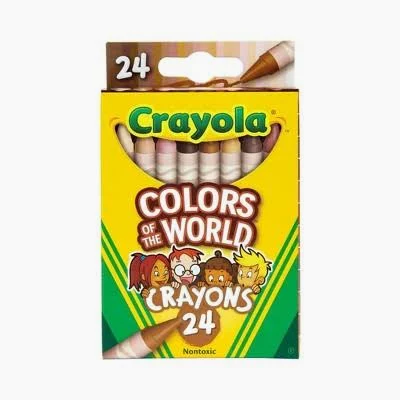 24
Crayola
COLORS
OF THE WORLD
CRAYONS
24
Nontoxic